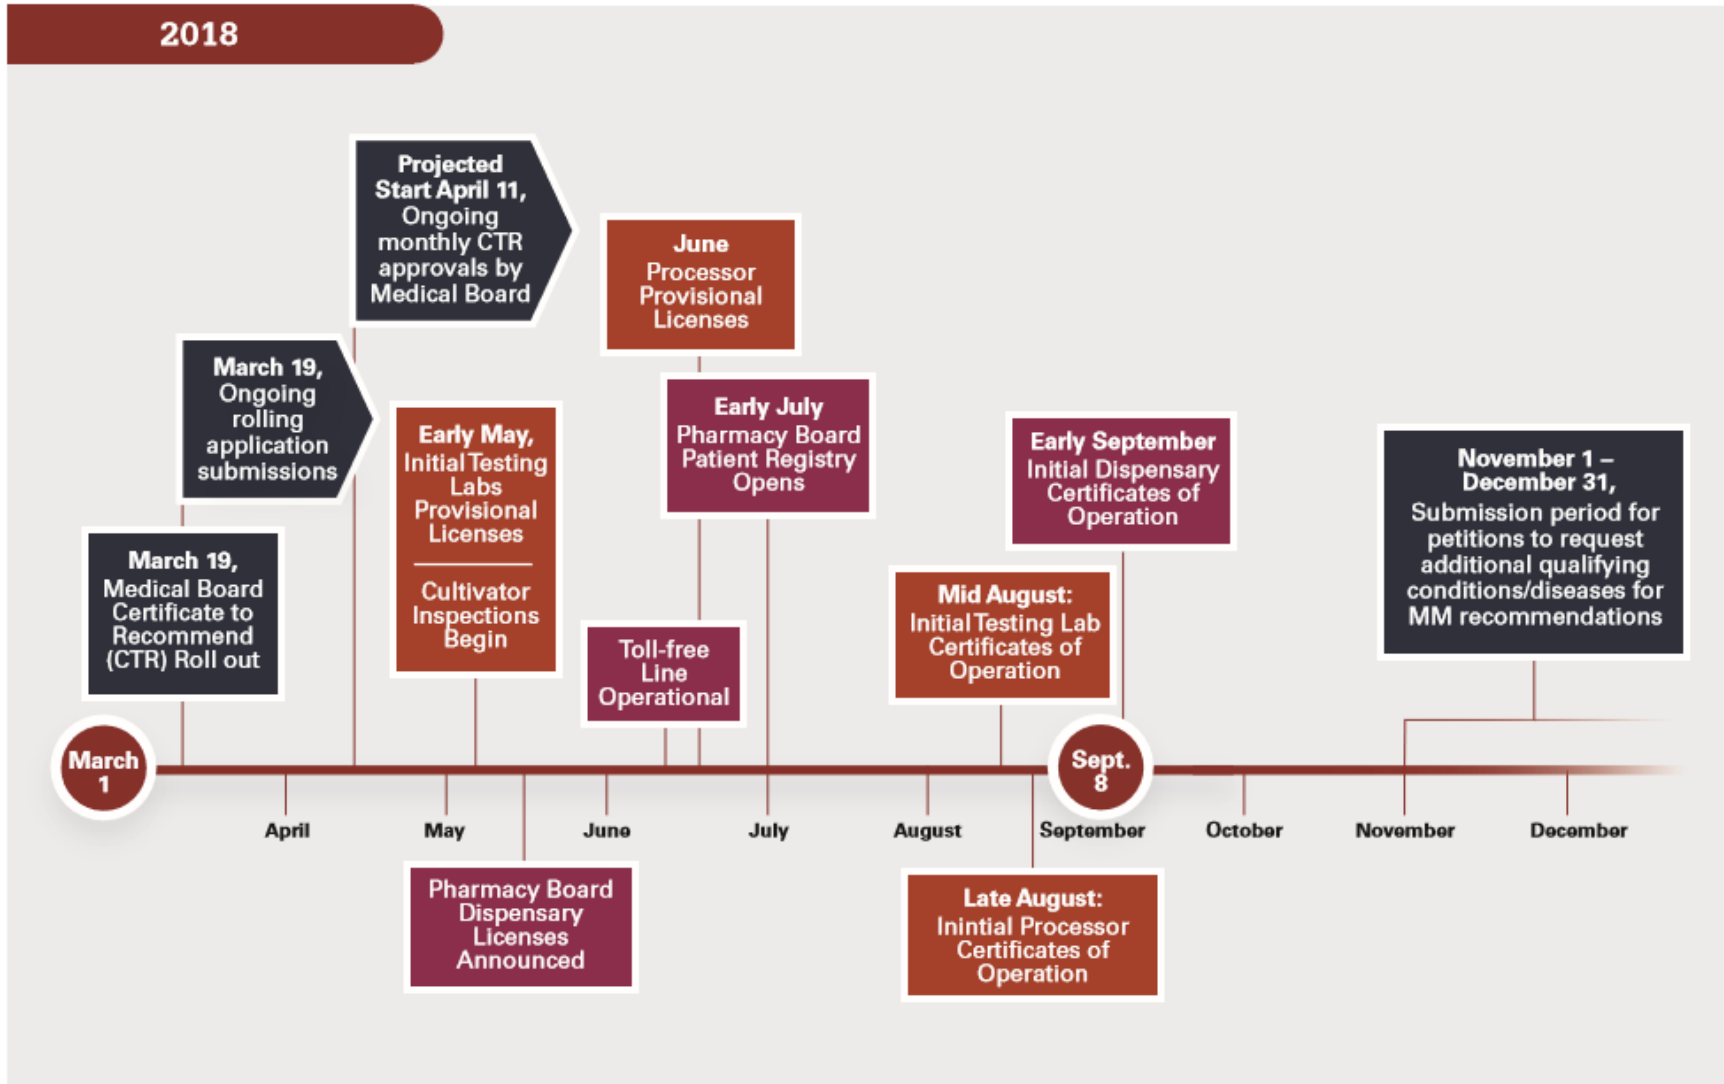 2018
Projected
Start April 11,
Ongoing
monthly CTR
approvals by
Medical Board
June
Processor
Provisional
Licenses
March 19,
Ongoing
rolling
application
submissions
Early May,
Initial Testing
Labs
Provisional
Licenses
Cultivator
Inspections
Begin
Early July
Pharmacy Board
Patient Registry
Opens
Early September
Initial Dispensary
Certificates of
Operation
November 1 –
December 31,
Submission period for
petitions to request
additional qualifying
conditions/diseases for
MM recommendations
March 19,
Medical Board
Certificate to
Recommend
(CTR) Roll out
Toll-free
Line
Operational
Mid August:
Initial Testing Lab
Certificates of
Operation
March
1
Sept.
8
April
May
June
July
August
September
October
November
December
Pharmacy Board
Dispensary
Licenses
Announced
Late August:
Inintial Processor
Certificates of
Operation